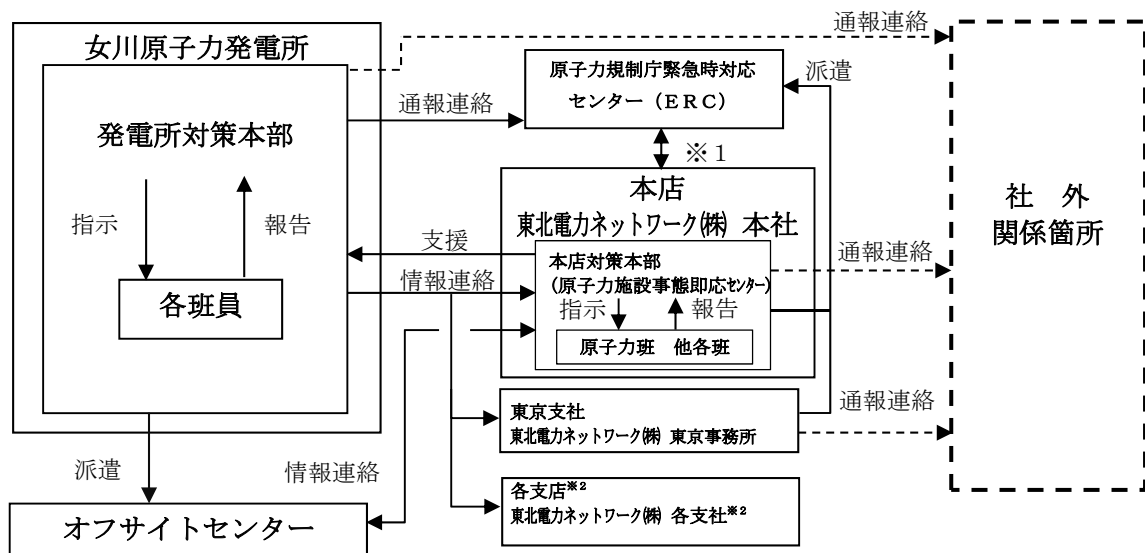 女川原子力発電所
発電所対策本部
指示
報告
各班員
派遣
オフサイトセンター
通報連絡
通報連絡
原子力規制庁緊急時対応
センター（ＥＲＣ）
派遣
※１
本店
東北電力ネットワーク㈱ 本社
支援
情報連絡
本店対策本部
(原子力施設事態即応ｾﾝﾀｰ)
指示
報告
原子力班 他各班
通報連絡
東京支社
東北電力ネットワーク㈱ 東京事務所
通報連絡
情報連絡
各支店※2
東北電力ネットワーク㈱ 各支社※2
社 外
関係箇所